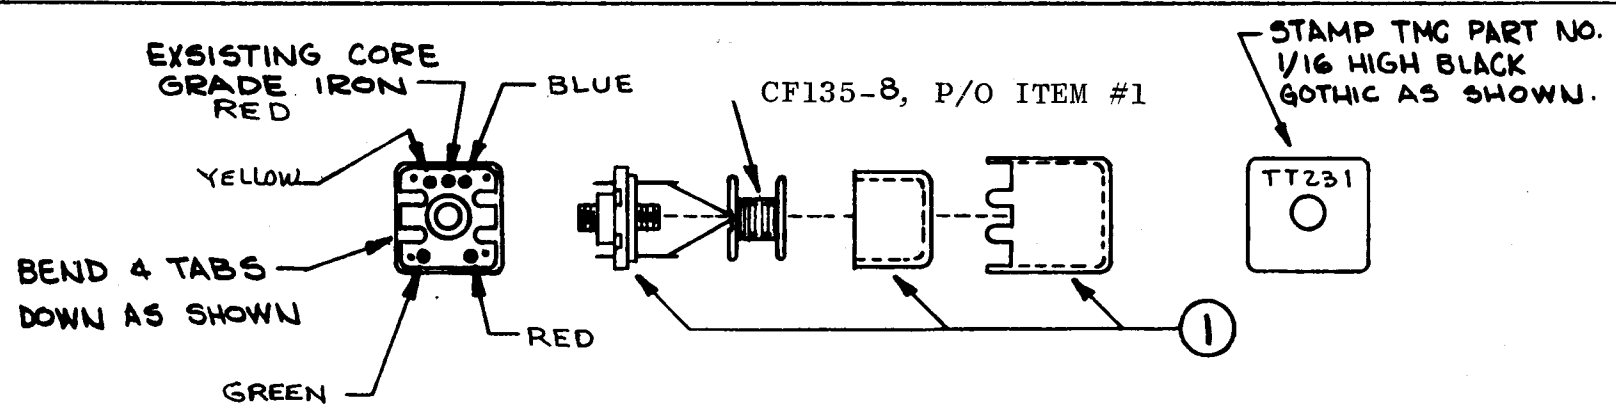 EXSISTING CORE
GRADE IRON
RED
BLUE
YELLOW
BEND 4 TABS
DOWN AS SHOWN
GREEN
RED
CF135-8, P/O ITEM #1
1
STAMP TMC PART NO.
1/16 HIGH BLACK
GOTHIC AS SHOWN.
TT231